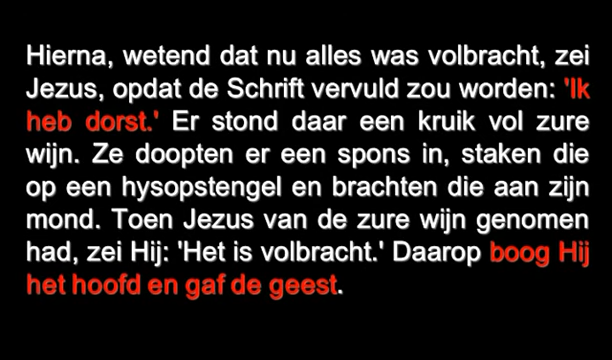 Hierna, wetend dat nu alles was volbracht, zei
Jezus, opdat de Schrift vervuld zou worden: 'Ik
heb dorst.' Er stond daar een kruik vol zure
wijn. Ze doopten er een spons in, staken die
op een hysopstengel en brachten die aan zijn
mond. Toen Jezus van de zure wijn genomen
had, zei Hij: 'Het is volbracht.' Daarop boog Hij
het hoofd en gaf de geest.